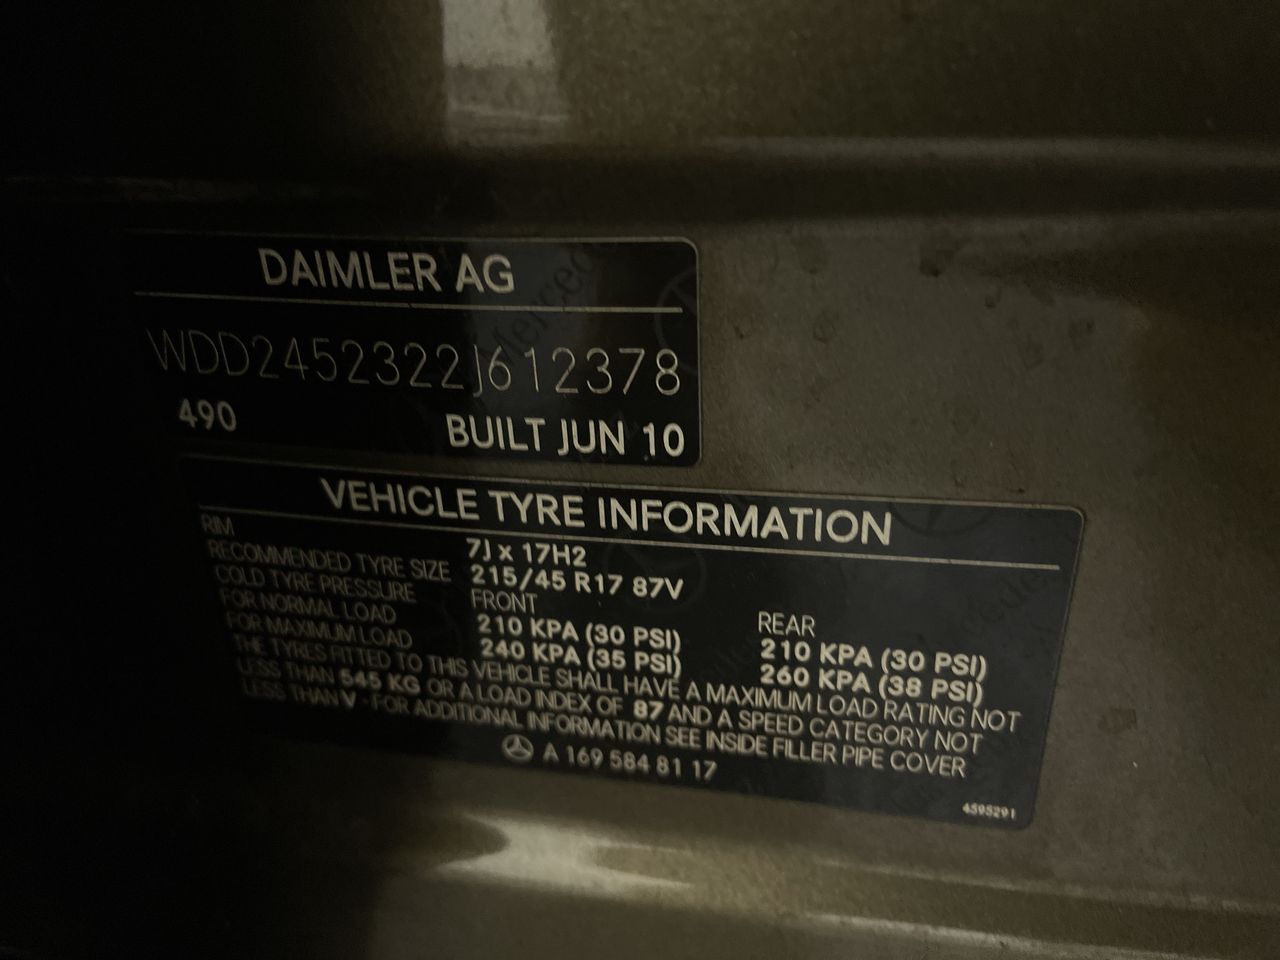 DAIMLER AG
WDD2452322J612378
490 BUILT JUN 10
VEHICLE TYRE INFORMATION
RIM 7J x 17H2
RECOMMENDED TYRE SIZE 215/45 R17 87V
COLD TYRE PRESSURE FRONT REAR
FOR NORMAL LOAD 210 KPA (30 PSI) 210 KPA (30 PSI)
FOR MAXIMUM LOAD 240 KPA (35 PSI) 260 KPA (38 PSI)
THE TYRES FITTED TO THIS VEHICLE SHALL HAVE A MAXIMUM LOAD RATING NOT
LESS THAN 545 KG OR A LOAD INDEX OF 87 AND A SPEED CATEGORY NOT
LESS THAN V - FOR ADDITIONAL INFORMATION SEE INSIDE FILLER PIPE COVER
A 169 584 81 17
4595291